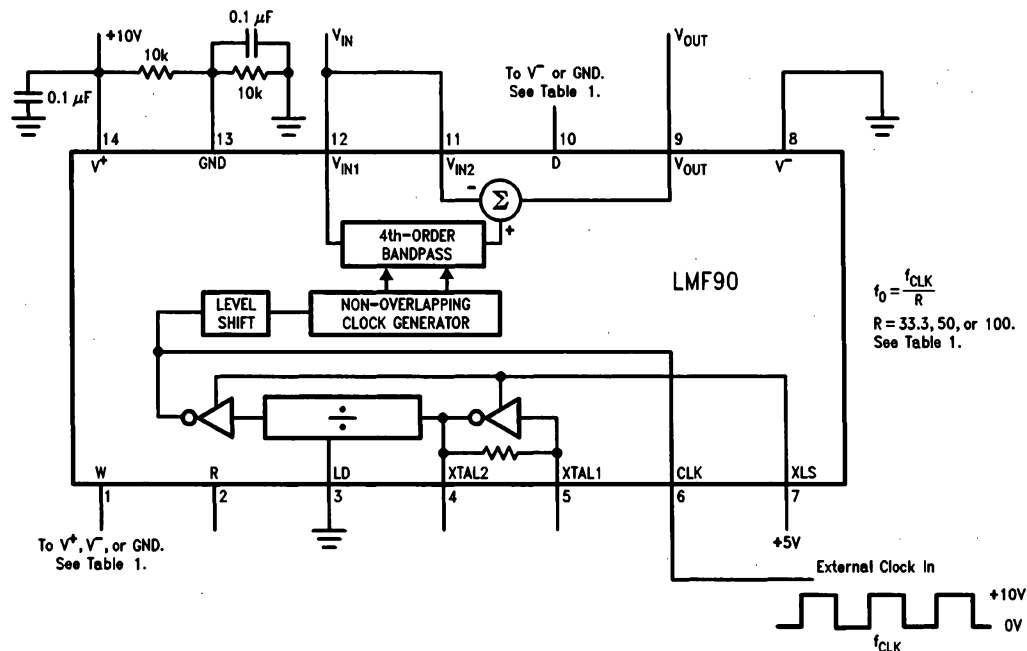 +10V
0.1 µF
V_IN
V_OUT
10k
To V⁻ or GND.
See Table 1.
0.1 µF
10k
14
13
12
11
10
9
8
V⁺
GND
V_IN1
V_IN2
D
V_OUT
V⁻
-
Σ
+
4th-ORDER
BANDPASS
LMF90
LEVEL
SHIFT
NON-OVERLAPPING
CLOCK GENERATOR
f_0 = f_CLK / R
R = 33.3, 50, or 100.
See Table 1.
÷
W
R
LD
XTAL2
XTAL1
CLK
XLS
1
2
3
4
5
6
7
To V⁺, V⁻, or GND.
See Table 1.
+5V
External Clock In
+10V
0V
f_CLK